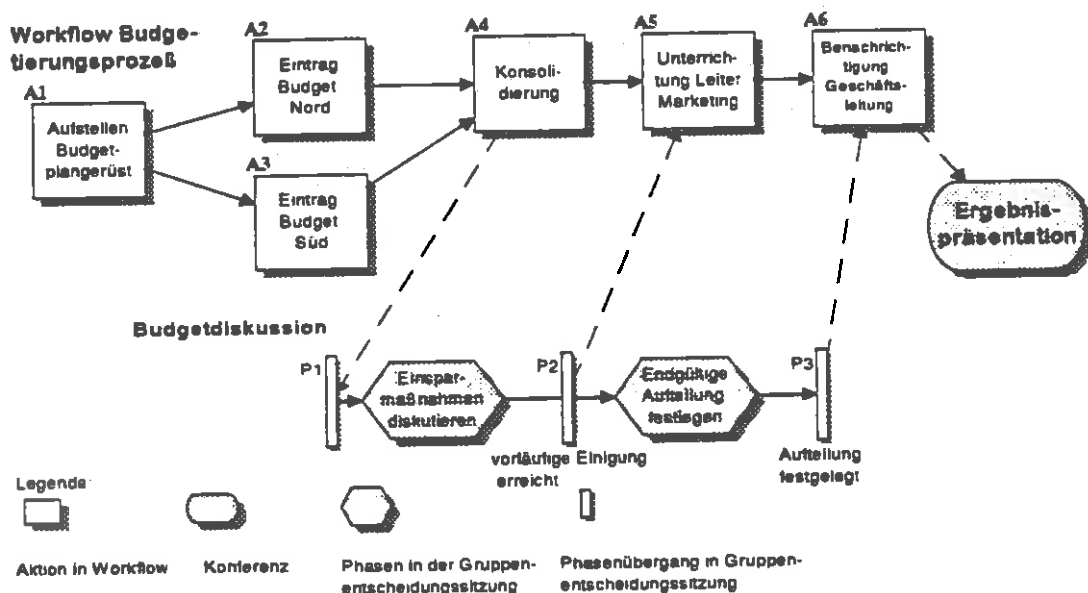 Workflow Budge-
tierungsprozeß
A1
Aufstellen
Budget-
plangerüst
A2
Eintrag
Budget
Nord
A3
Eintrag
Budget
Süd
A4
Konsoli-
dierung
A5
Unterrich-
tung Leiter
Marketing
A6
Benachrich-
tigung
Geschäfts-
leitung
Ergebnis-
präsentation
Budgetdiskussion
P1
Einspar-
maßnahmen
diskutieren
P2
vorläufige Einigung
erreicht
Endgültige
Aufteilung
festlegen
P3
Aufteilung
festgelegt
Legende
Aktion in Workflow
Konferenz
Phasen in der Gruppen-
entscheidungssitzung
Phasenübergang in Gruppen-
entscheidungssitzung